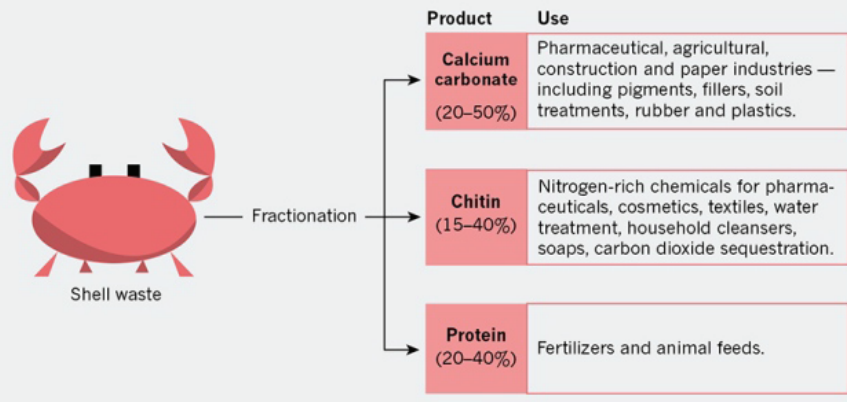 Product Use
Calcium
carbonate
(20–50%)
Pharmaceutical, agricultural,
construction and paper industries —
including pigments, fillers, soil
treatments, rubber and plastics.
Shell waste
Fractionation
Chitin
(15–40%)
Nitrogen-rich chemicals for pharma-
ceuticals, cosmetics, textiles, water
treatment, household cleansers,
soaps, carbon dioxide sequestration.
Protein
(20–40%)
Fertilizers and animal feeds.